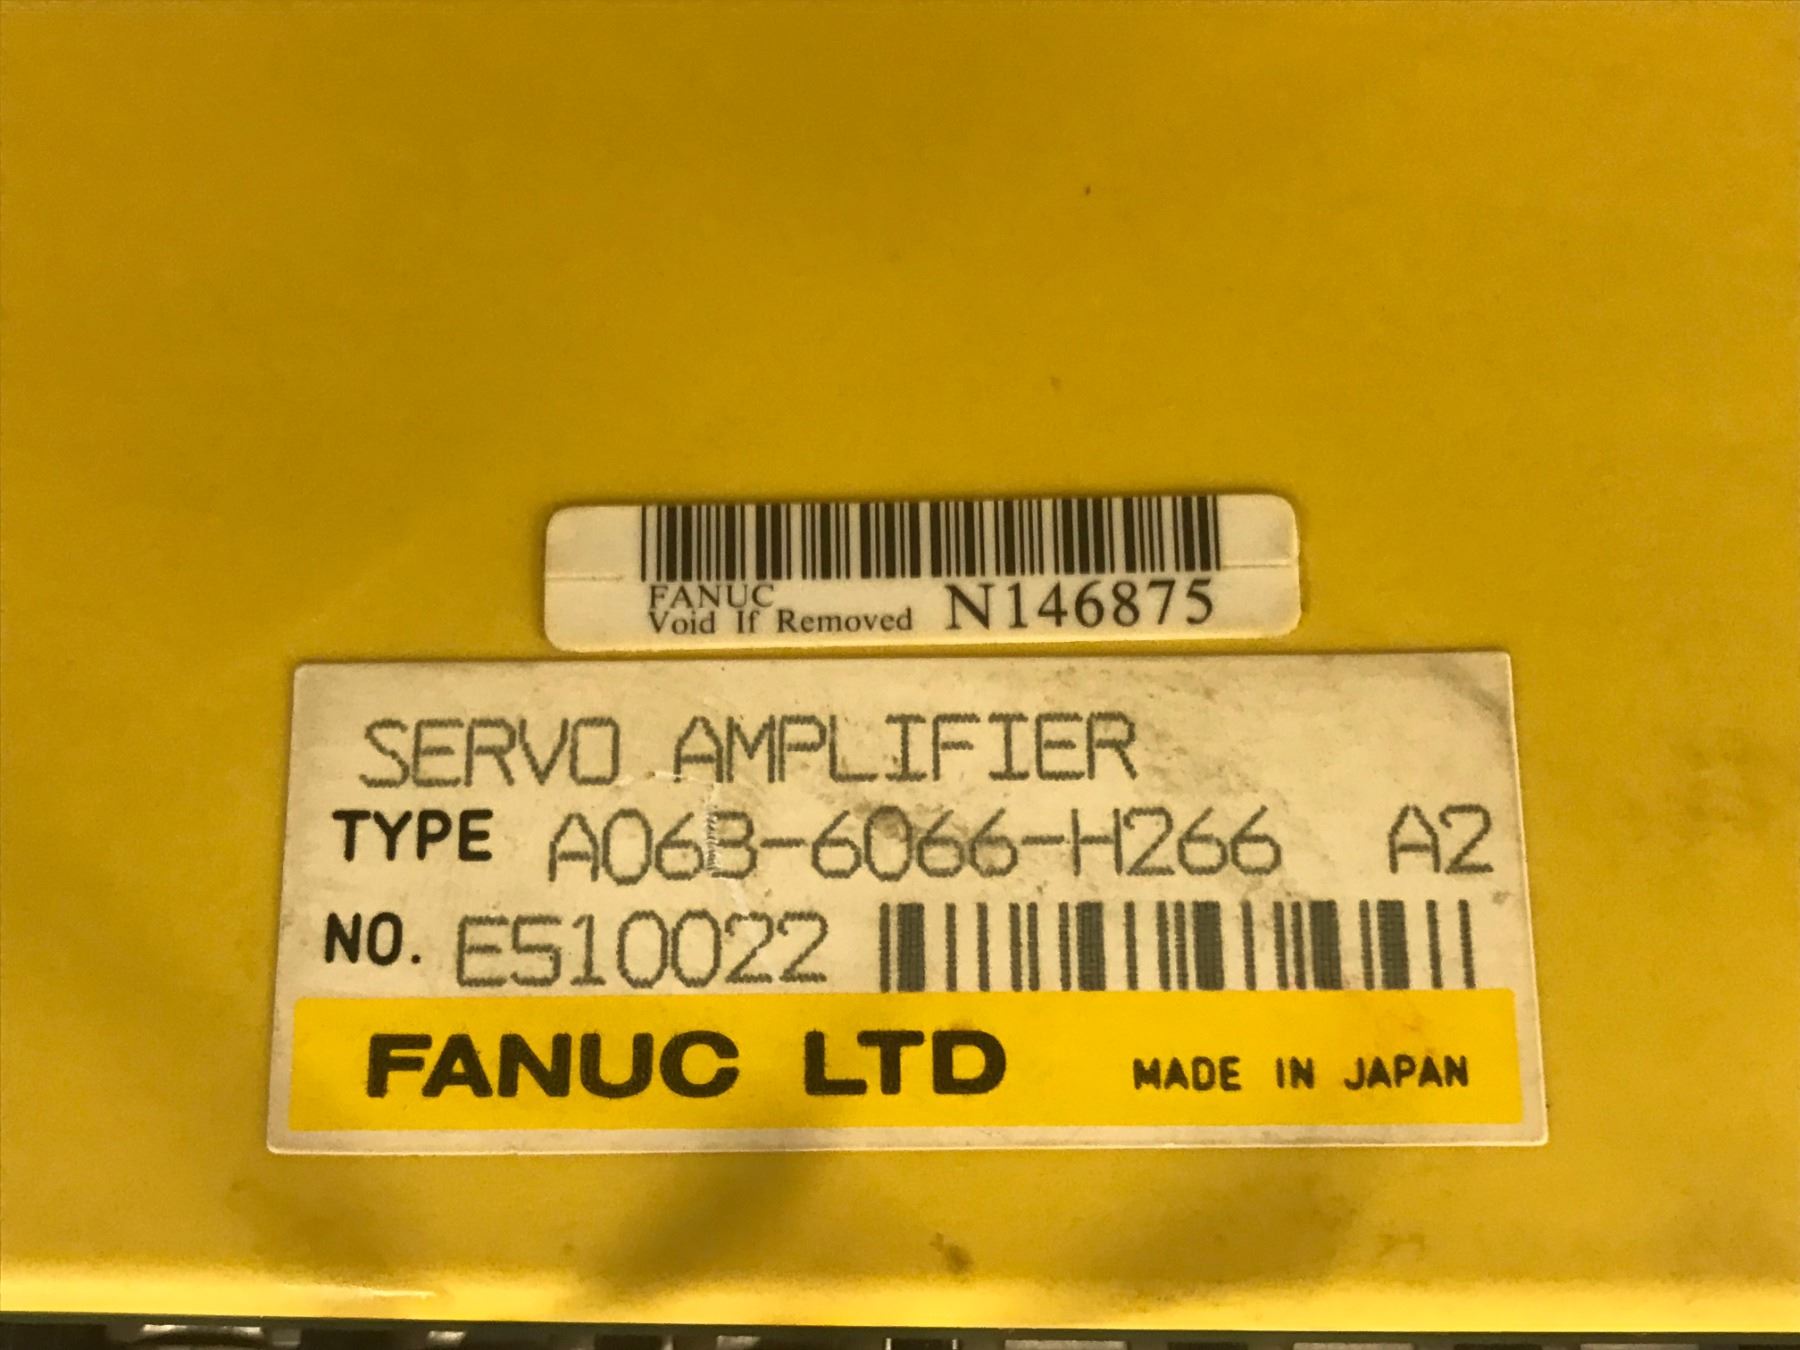 FANUC
Void If Removed N146875
SERVO AMPLIFIER
TYPE A06B-6066-H266 A2
NO. E510022
FANUC LTD MADE IN JAPAN